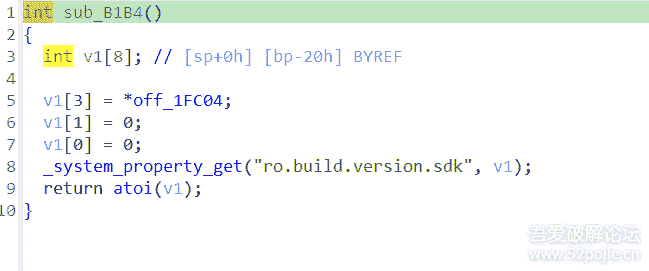 1 int sub_B1B4()
2 {
3 int v1[8]; // [sp+0h] [bp-20h] BYREF
4
5 v1[3] = *off_1FC04;
6 v1[1] = 0;
7 v1[0] = 0;
8 _system_property_get("ro.build.version.sdk", v1);
9 return atoi(v1);
10 }
吾爱破解论坛
www.52pojie.cn